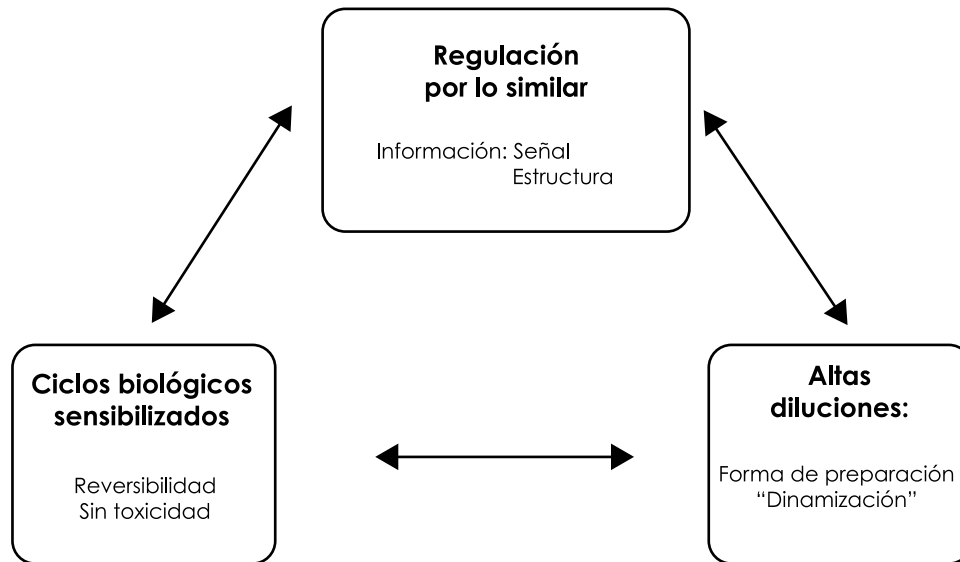 Regulación
por lo similar
Información: Señal
Estructura
Ciclos biológicos
sensibilizados
Reversibilidad
Sin toxicidad
Altas
diluciones:
Forma de preparación
“Dinamización”